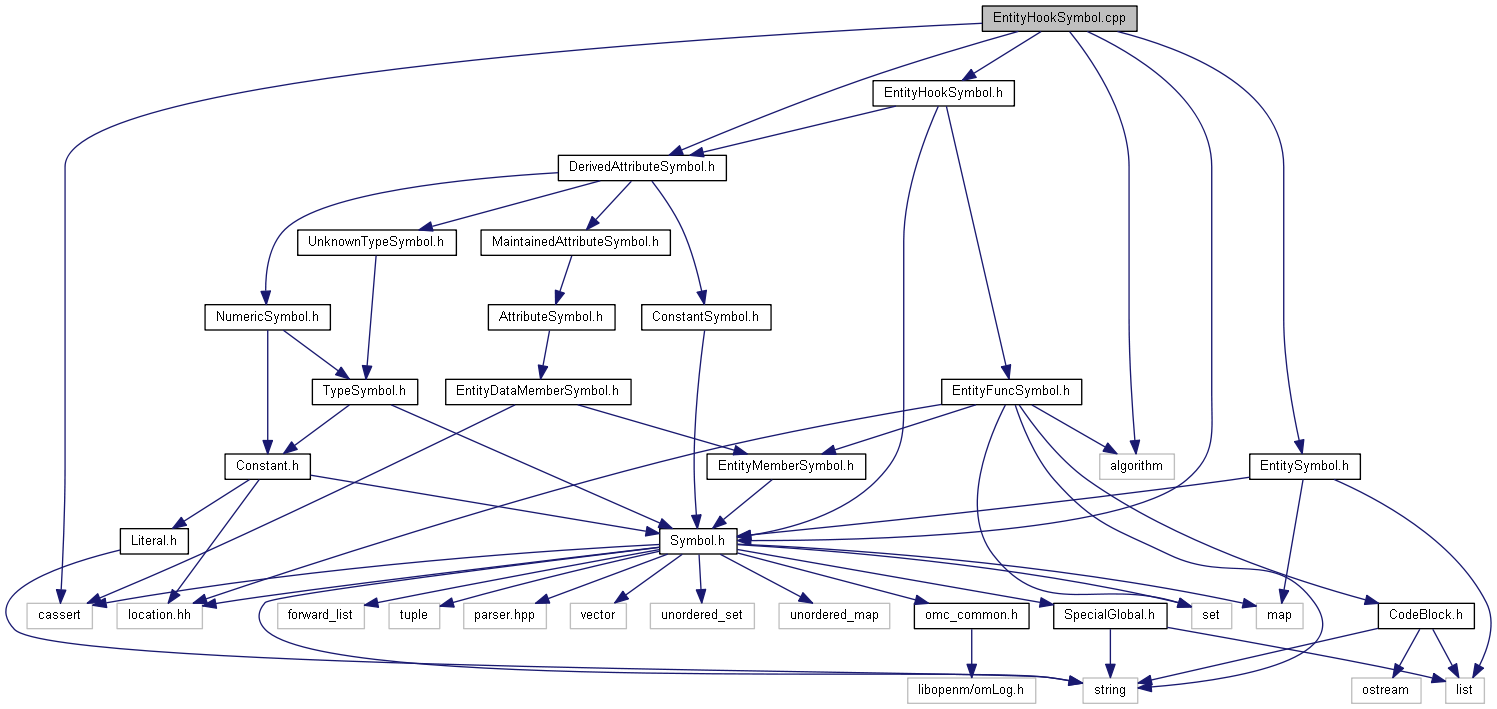 EntityHookSymbol.cpp
EntityHookSymbol.h
DerivedAttributeSymbol.h
UnknownTypeSymbol.h
MaintainedAttributeSymbol.h
NumericSymbol.h
AttributeSymbol.h
ConstantSymbol.h
TypeSymbol.h
EntityDataMemberSymbol.h
EntityFuncSymbol.h
Constant.h
EntityMemberSymbol.h
algorithm
EntitySymbol.h
Literal.h
Symbol.h
cassert
location.hh
forward_list
tuple
parser.hpp
vector
unordered_set
unordered_map
omc_common.h
SpecialGlobal.h
set
map
CodeBlock.h
libopenm/omLog.h
string
ostream
list